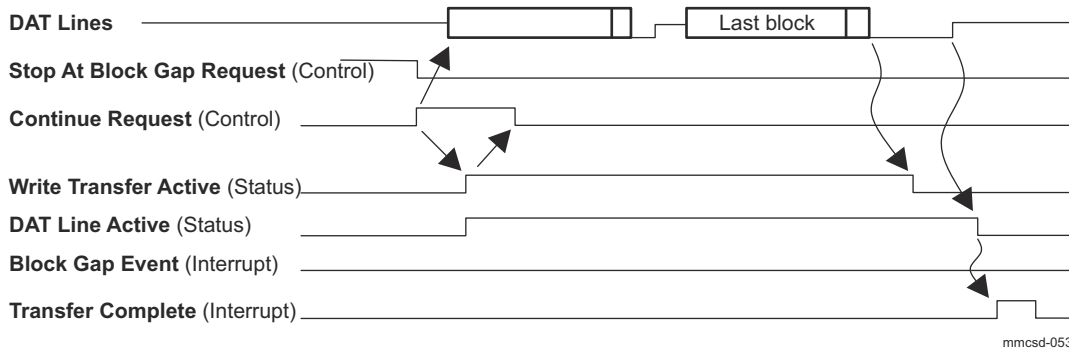 DAT Lines
Last block
Stop At Block Gap Request (Control)
Continue Request (Control)
Write Transfer Active (Status)
DAT Line Active (Status)
Block Gap Event (Interrupt)
Transfer Complete (Interrupt)
mmcsd-053